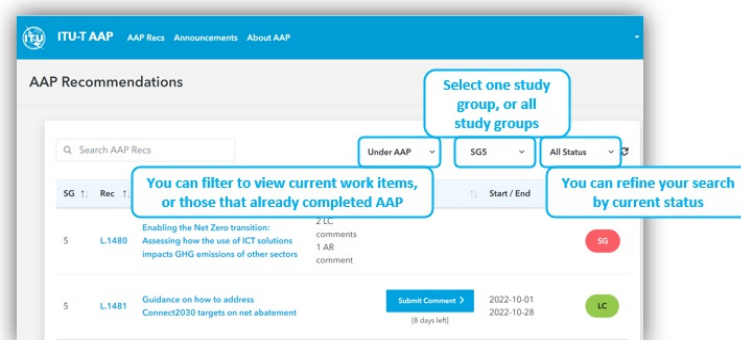 ITU
ITU-T AAP AAP Recs Announcements About AAP
AAP Recommendations
Select one study
group, or all
study groups
Search AAP Recs
Under AAP
SG5
All Status
You can filter to view current work items,
or those that already completed AAP
You can refine your search
by current status
SG Rec Start / End
5 L.1480
Enabling the Net Zero transition:
Assessing how the use of ICT solutions
impacts GHG emissions of other sectors
2 LC
comments
1 AR
comment
SG
5 L.1481
Guidance on how to address
Connect2030 targets on net abatement
Submit Comment >
[8 days left]
2022-10-01
2022-10-28
LC